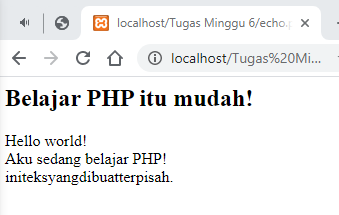 localhost/Tugas Minggu 6/echo.p
localhost/Tugas%20Mi...
Belajar PHP itu mudah!
Hello world!
Aku sedang belajar PHP!
initeksyangdibuatterpisah.